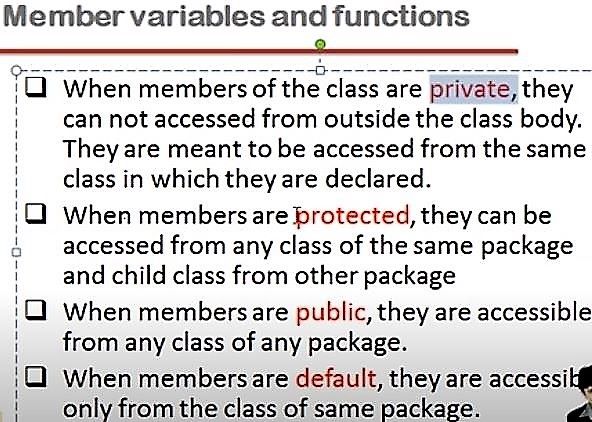 Member variables and functions
When members of the class are private, they
can not accessed from outside the class body.
They are meant to be accessed from the same
class in which they are declared.
When members are protected, they can be
accessed from any class of the same package
and child class from other package
When members are public, they are accessible
from any class of any package.
When members are default, they are accessib
only from the class of same package.